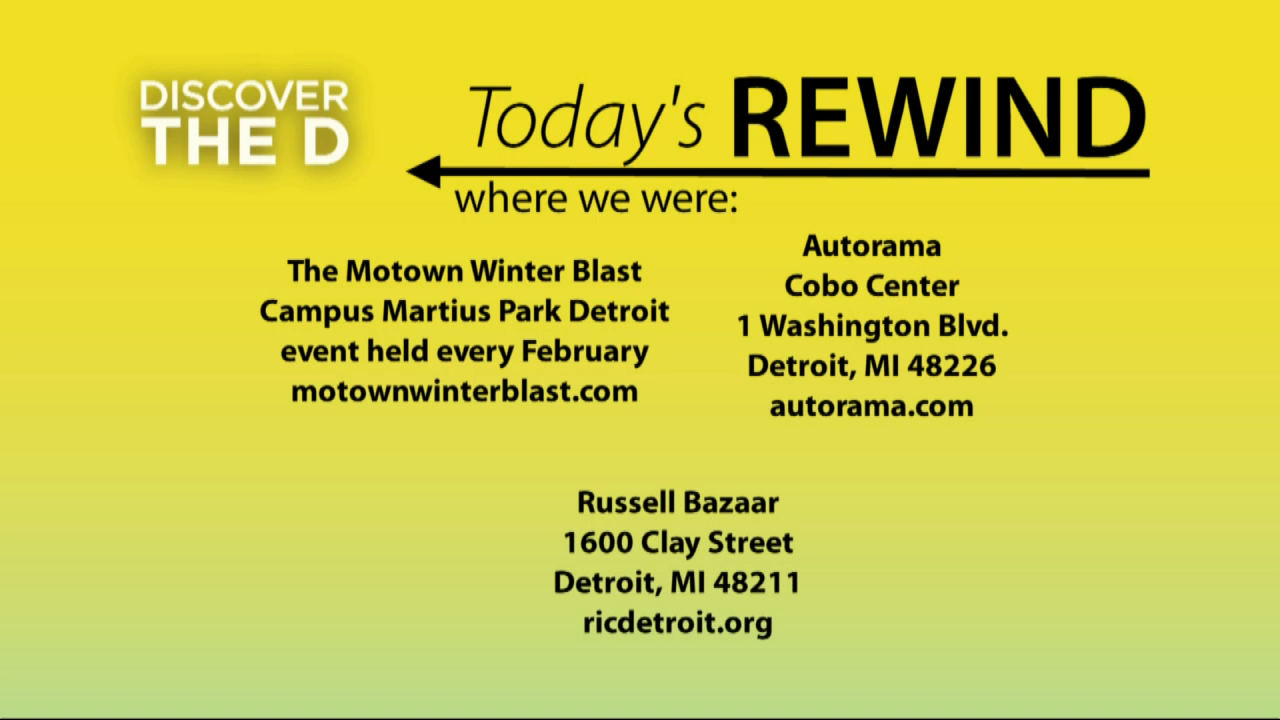 DISCOVER
THE D
Today's REWIND
where we were:
The Motown Winter Blast
Campus Martius Park Detroit
event held every February
motownwinterblast.com
Autorama
Cobo Center
1 Washington Blvd.
Detroit, MI 48226
autorama.com
Russell Bazaar
1600 Clay Street
Detroit, MI 48211
ricdetroit.org